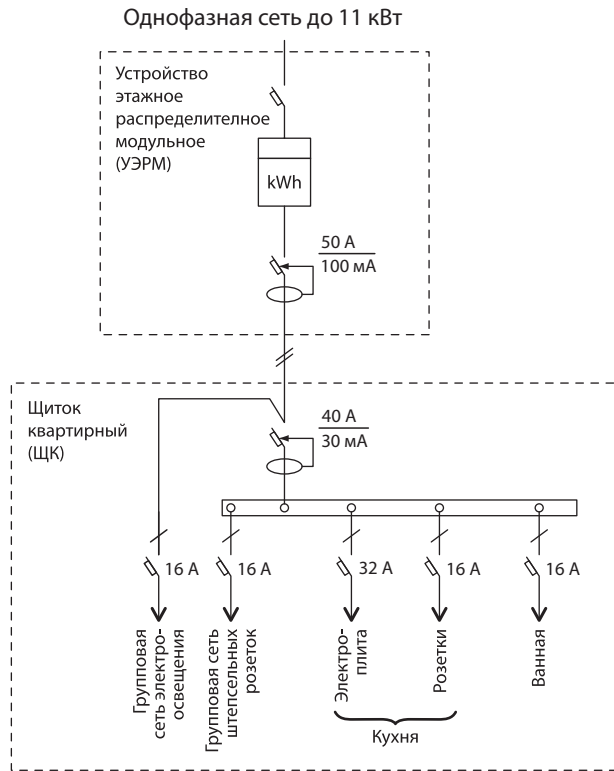 Однофазная сеть до 11 кВт
Устройство
этажное
распределителное
модульное
(УЭРМ)
kWh
50 А
100 мА
Щиток
квартирный
(ЩК)
40 А
30 мА
16 А
16 А
32 А
16 А
16 А
Групповая
сеть электро-
освещения
Групповая сеть
штепсельных
розеток
Электро-
плита
Розетки
Ванная
Кухня